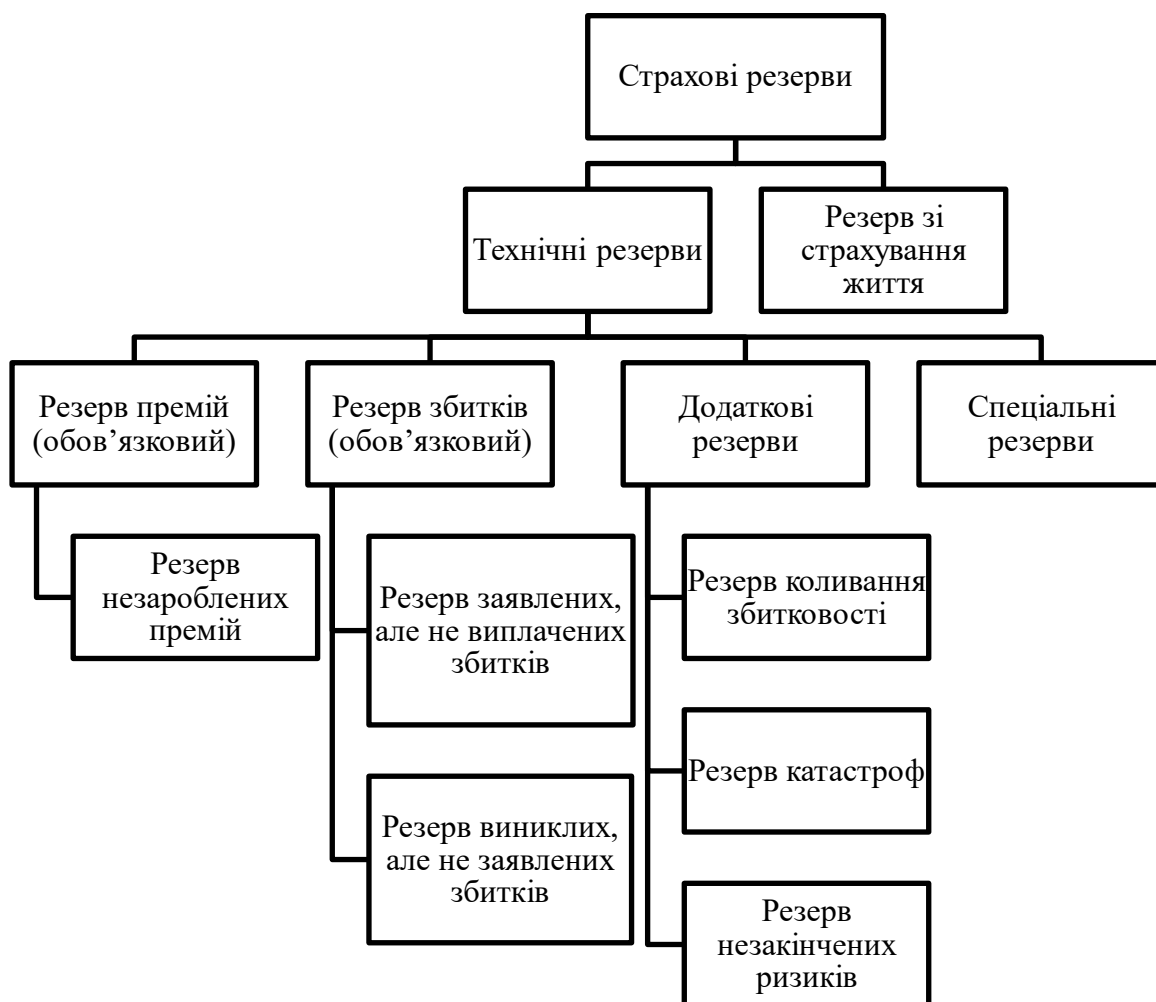 Страхові резерви
Технічні резерви
Резерв зі
страхування
життя
Резерв премій
(обов’язковий)
Резерв збитків
(обов’язковий)
Додаткові
резерви
Спеціальні
резерви
Резерв
незароблених
премій
Резерв заявлених,
але не виплачених
збитків
Резерв виниклих,
але не заявлених
збитків
Резерв коливання
збитковості
Резерв катастроф
Резерв
незакінчених
ризиків